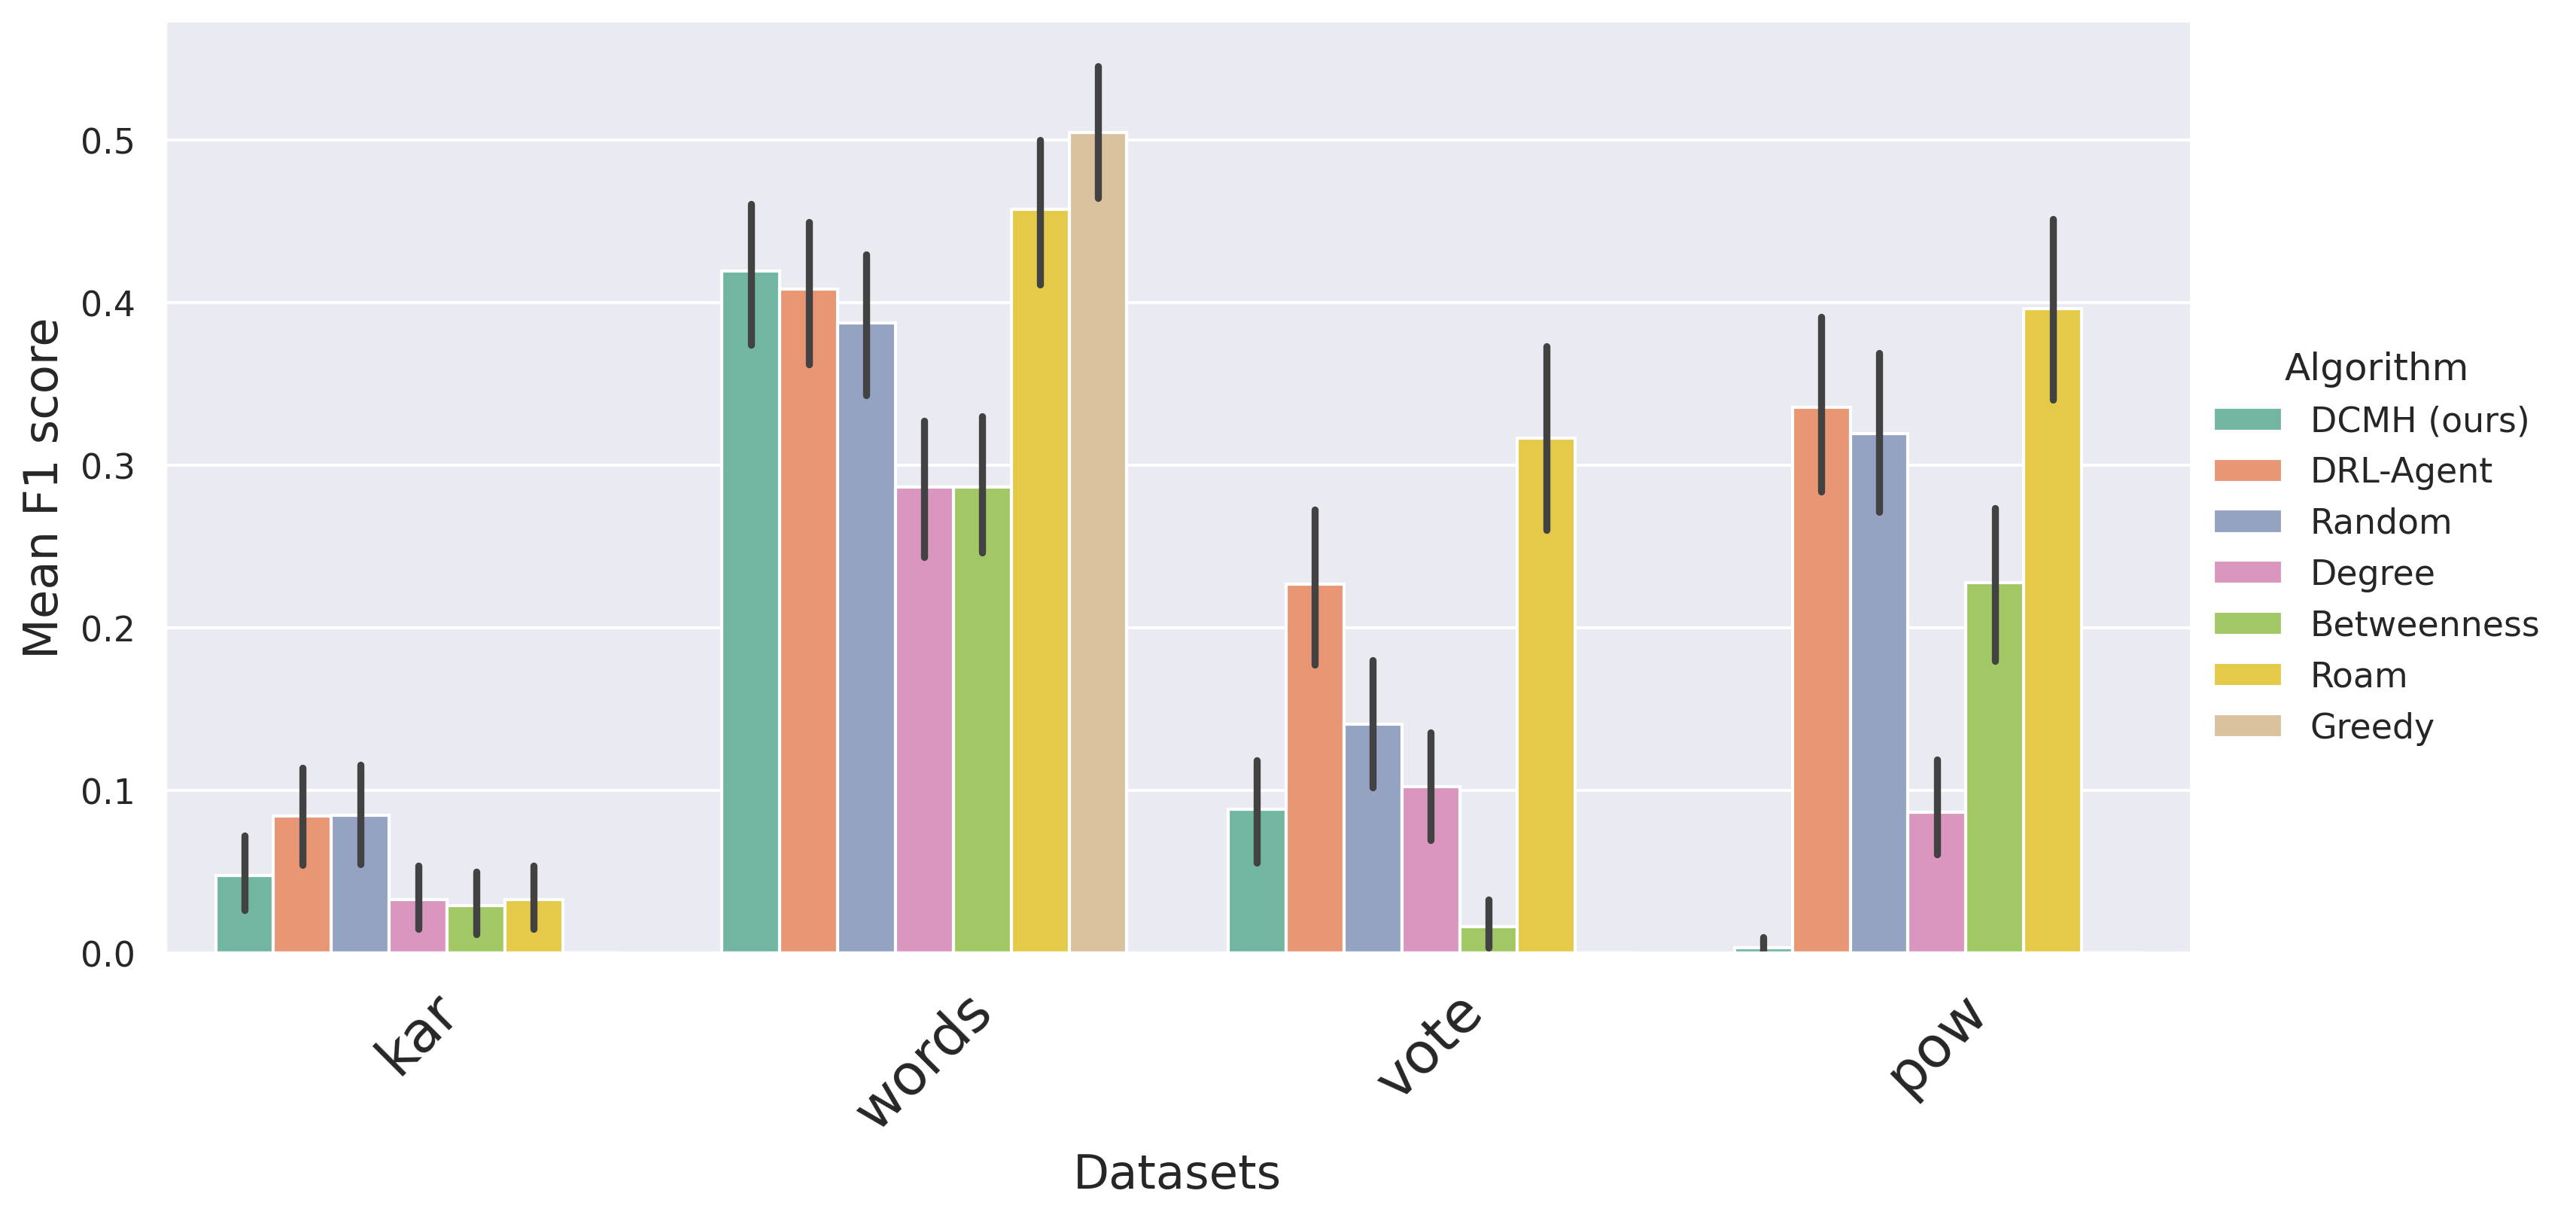 Mean F1 score
0.5
0.4
0.3
0.2
0.1
0.0
kar
words
vote
pow
Datasets
Algorithm
DCMH (ours)
DRL-Agent
Random
Degree
Betweenness
Roam
Greedy